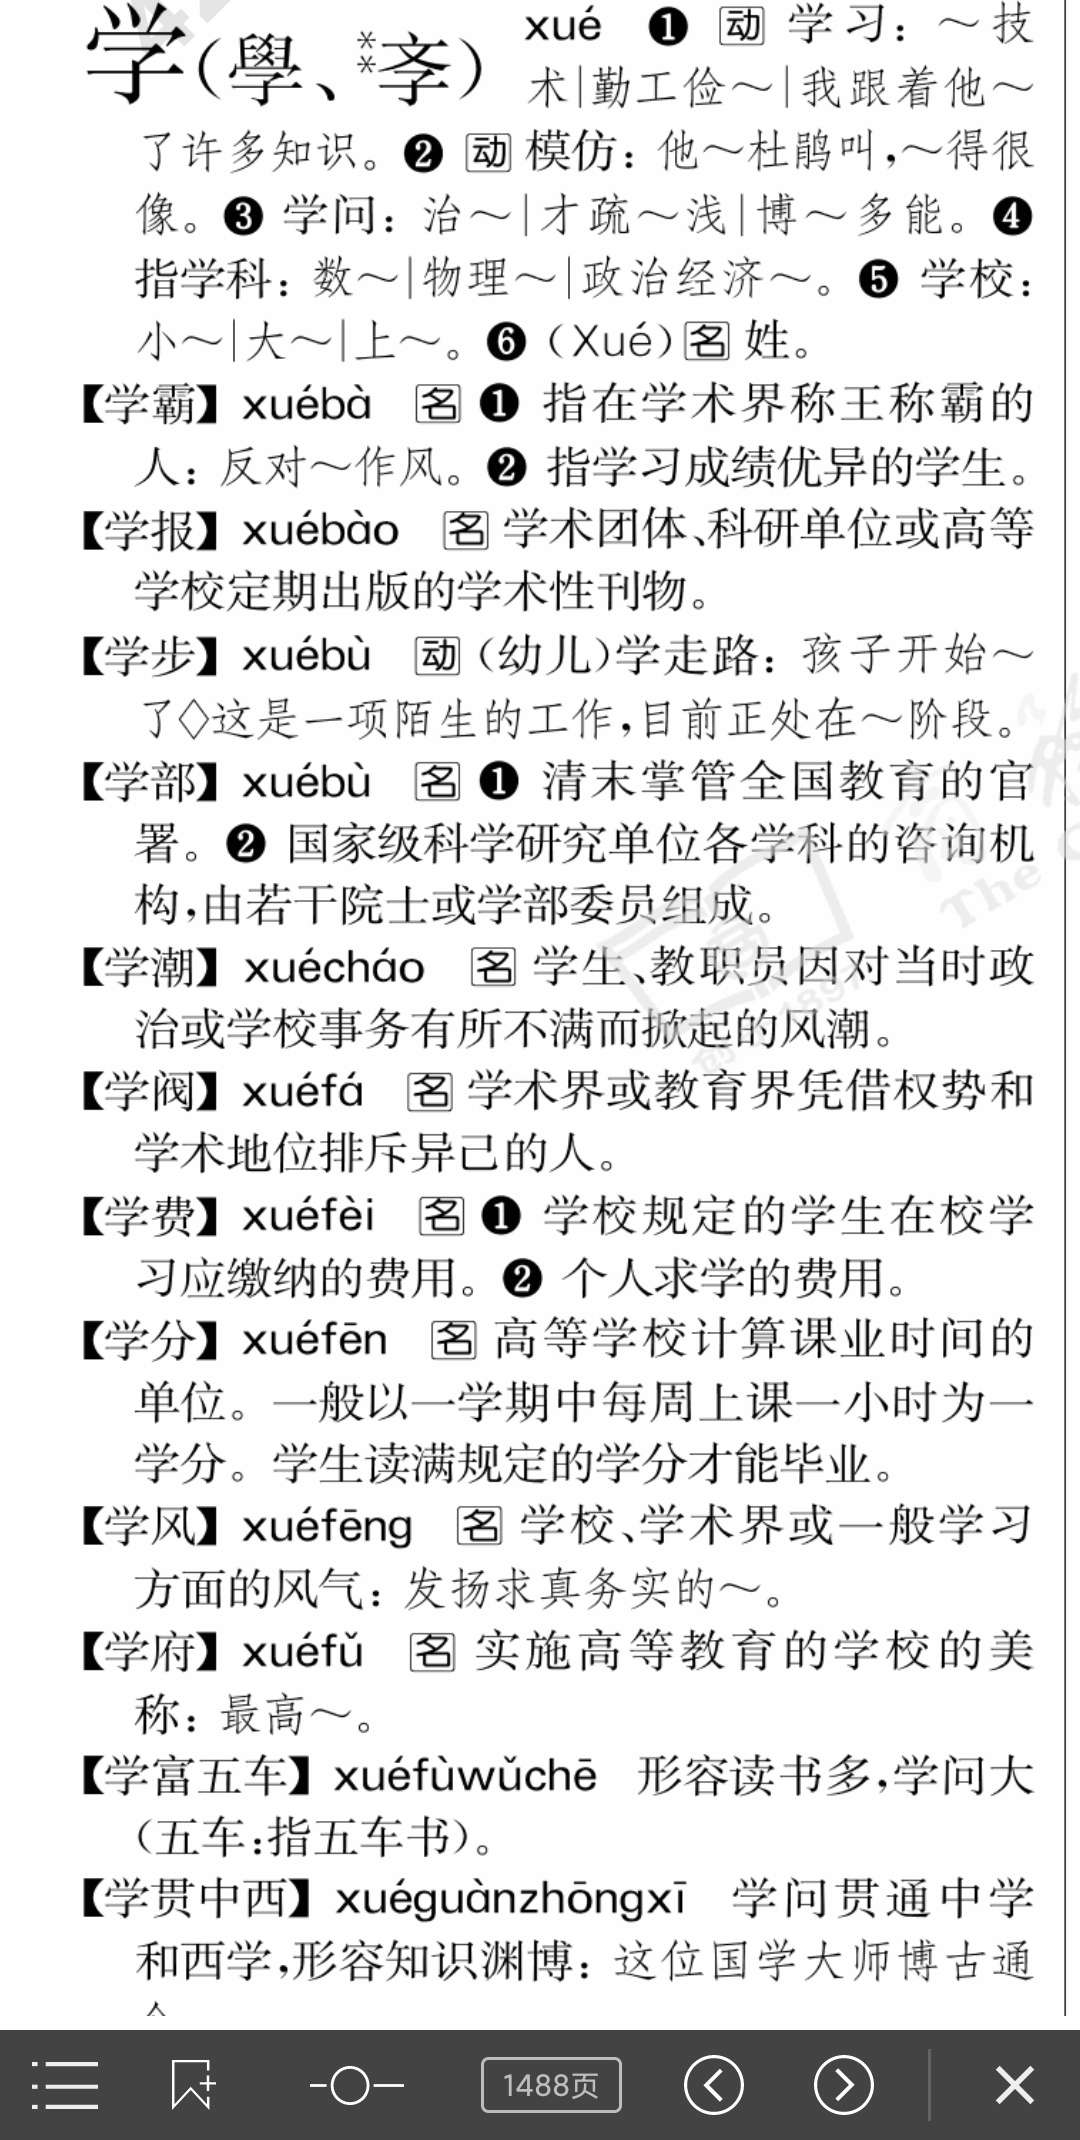 学(學、**斈) xué ❶ 动 学习：～技
术|勤工俭～|我跟着他～
了许多知识。❷ 动 模仿：他～杜鹃叫，～得很
像。❸ 学问：治～|才疏～浅|博～多能。❹
指学科：数～|物理～|政治经济～。❺ 学校：
小～|大～|上～。❻（Xué）名 姓。
【学霸】xuébà 名 ❶ 指在学术界称王称霸的
人：反对～作风。❷ 指学习成绩优异的学生。
【学报】xuébào 名 学术团体、科研单位或高等
学校定期出版的学术性刊物。
【学步】xuébù 动（幼儿）学走路：孩子开始～
了◇这是一项陌生的工作，目前正处在～阶段。
【学部】xuébù 名 ❶ 清末掌管全国教育的官
署。❷ 国家级科学研究单位各学科的咨询机
构，由若干院士或学部委员组成。
【学潮】xuécháo 名 学生、教职员因对当时政
治或学校事务有所不满而掀起的风潮。
【学阀】xuéfá 名 学术界或教育界凭借权势和
学术地位排斥异己的人。
【学费】xuéfèi 名 ❶ 学校规定的学生在校学
习应缴纳的费用。❷ 个人求学的费用。
【学分】xuéfēn 名 高等学校计算课业时间的
单位。一般以一学期中每周上课一小时为一
学分。学生读满规定的学分才能毕业。
【学风】xuéfēng 名 学校、学术界或一般学习
方面的风气：发扬求真务实的～。
【学府】xuéfǔ 名 实施高等教育的学校的美
称：最高～。
【学富五车】xuéfùwǔchē 形容读书多，学问大
（五车：指五车书）。
【学贯中西】xuéguànzhōngxī 学问贯通中学
和西学，形容知识渊博：这位国学大师博古通
The
1488页